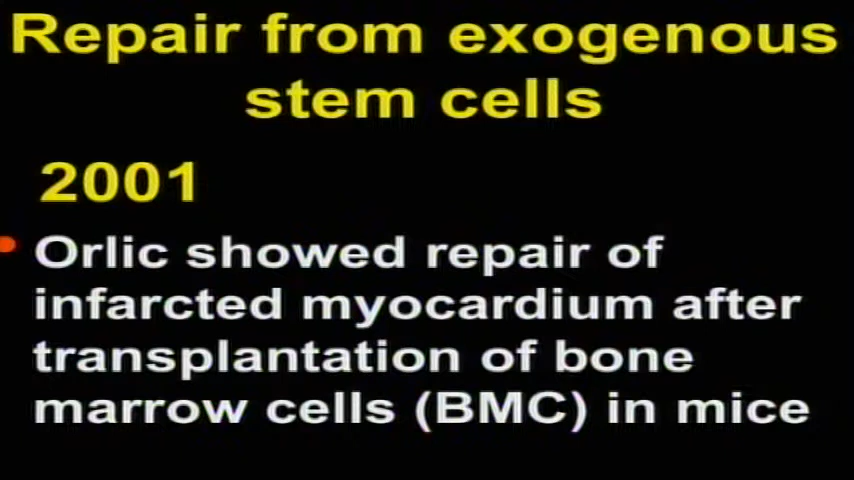 Repair from exogenous
stem cells
2001
Orlic showed repair of
infarcted myocardium after
transplantation of bone
marrow cells (BMC) in mice